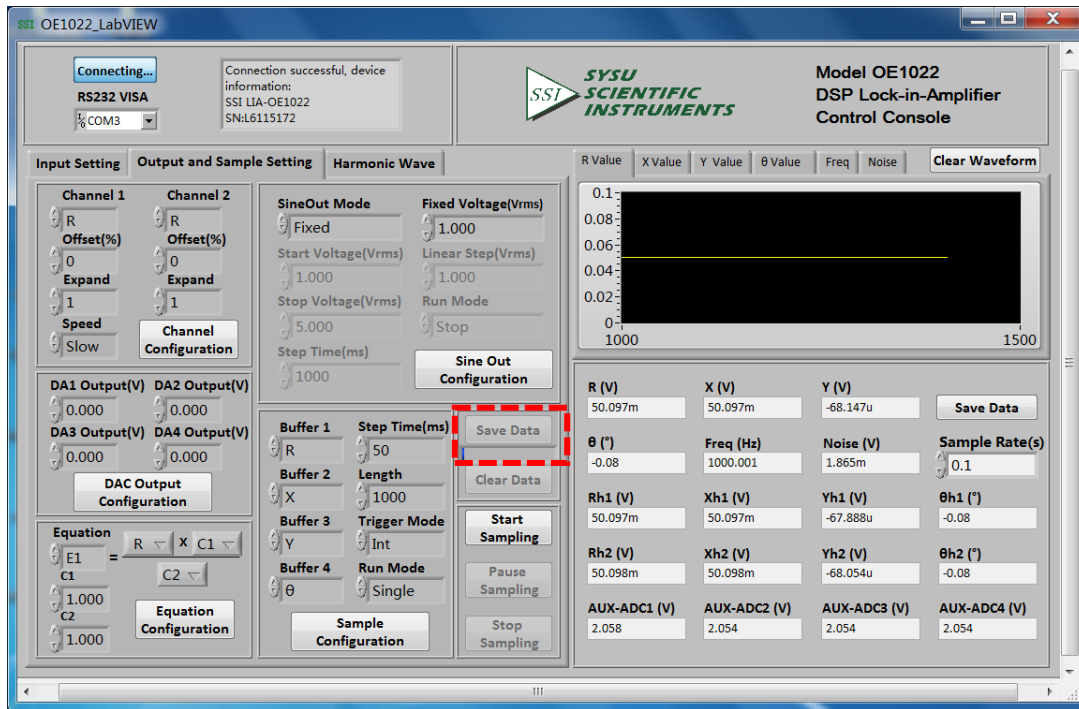 SSI OE1022_LabVIEW
Connecting...
RS232 VISA
COM3
Connection successful, device
information:
SSI LIA-OE1022
SN:L6115172
SSI
SYSU
SCIENTIFIC
INSTRUMENTS
Model OE1022
DSP Lock-in-Amplifier
Control Console
Input Setting Output and Sample Setting Harmonic Wave
Channel 1 Channel 2
R R
Offset(%) Offset(%)
0 0
Expand Expand
1 1
Speed
Slow
Channel
Configuration
SineOut Mode Fixed Voltage(Vrms)
Fixed 1.000
Start Voltage(Vrms) Linear Step(Vrms)
1.000 1.000
Stop Voltage(Vrms) Run Mode
5.000 Stop
Step Time(ms)
1000
Sine Out
Configuration
DA1 Output(V) DA2 Output(V)
0.000 0.000
DA3 Output(V) DA4 Output(V)
0.000 0.000
DAC Output
Configuration
Equation
E1 = R X C1
C2
C1
1.000
C2
1.000
Equation
Configuration
Buffer 1 Step Time(ms)
R 50
Buffer 2 Length
X 1000
Buffer 3 Trigger Mode
Y Int
Buffer 4 Run Mode
θ Single
Sample
Configuration
Save Data
Clear Data
Start
Sampling
Pause
Sampling
Stop
Sampling
R Value X Value Y Value θ Value Freq Noise Clear Waveform
0.1
0.08
0.06
0.04
0.02
0
1000 1500
R (V) X (V) Y (V)
50.097m 50.097m -68.147u Save Data
θ (°) Freq (Hz) Noise (V) Sample Rate(s)
-0.08 1000.001 1.865m 0.1
Rh1 (V) Xh1 (V) Yh1 (V) θh1 (°)
50.097m 50.097m -67.888u -0.08
Rh2 (V) Xh2 (V) Yh2 (V) θh2 (°)
50.098m 50.098m -68.054u -0.08
AUX-ADC1 (V) AUX-ADC2 (V) AUX-ADC3 (V) AUX-ADC4 (V)
2.058 2.054 2.054 2.054